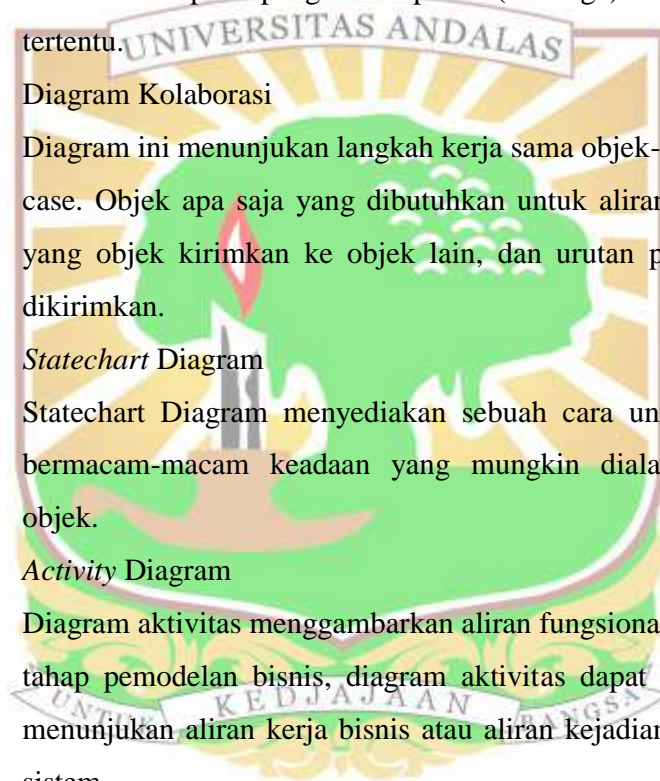 tertentu.
UNIVERSITAS ANDALAS
Diagram Kolaborasi
Diagram ini menunjukan langkah kerja sama objek-
case. Objek apa saja yang dibutuhkan untuk aliran
yang objek kirimkan ke objek lain, dan urutan p
dikirimkan.
Statechart Diagram
Statechart Diagram menyediakan sebuah cara un
bermacam-macam keadaan yang mungkin diala
objek.
Activity Diagram
Diagram aktivitas menggambarkan aliran fungsiona
tahap pemodelan bisnis, diagram aktivitas dapat
UNTUK KEDJAJAAN BANGSA
menunjukan aliran kerja bisnis atau aliran kejadian
sistem